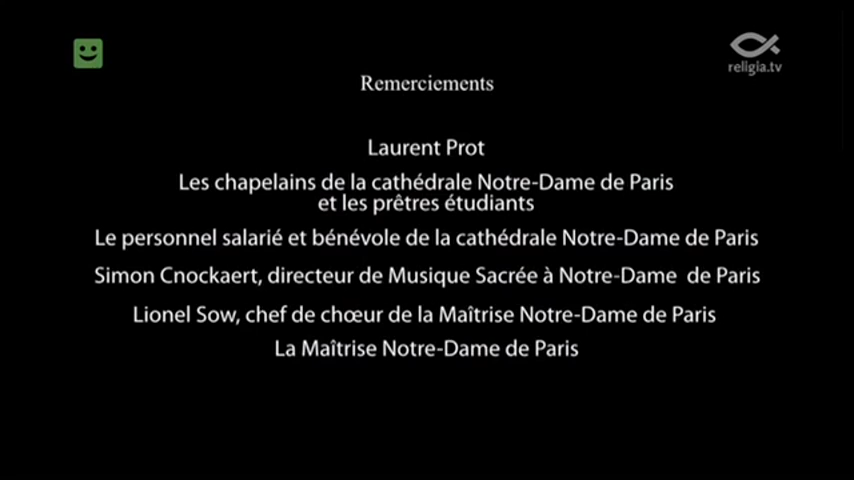 religia.tv
Remerciements
Laurent Prot
Les chapelains de la cathédrale Notre-Dame de Paris
et les prêtres étudiants
Le personnel salarié et bénévole de la cathédrale Notre-Dame de Paris
Simon Cnockaert, directeur de Musique Sacrée à Notre-Dame de Paris
Lionel Sow, chef de chœur de la Maîtrise Notre-Dame de Paris
La Maîtrise Notre-Dame de Paris